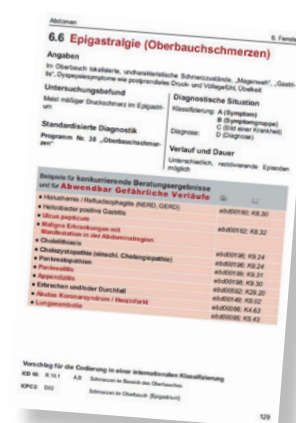 Abdomen
6. Fenster
6.6 Epigastralgie (Oberbauchschmerzen)
Angaben
Im Oberbauch lokalisierte, uncharakteristische Schmerzzustände, „Magenweh“, „Gastritis“, Dyspepsiesymptome wie postprandiales Druck- und Völlegefühl, Übelkeit
Untersuchungsbefund
Meist mäßiger Druckschmerz im Epigastrium
Standardisierte Diagnostik
Programm Nr. 38 „Oberbauchschmerzen“
Diagnostische Situation
Klassifizierung: A (Symptom)
B (Symptomgruppe)
C (Bild einer Krankheit)
Diagnose: D (Diagnose)
Verlauf und Dauer
Unterschiedlich, rezidivierende Episoden möglich
Beispiele für konkurrierende Beratungsergebnisse
und für Abwendbar Gefährliche Verläufe
• Hiatushernie / Refluxösophagitis (NERD, GERD)
• Helicobacter positive Gastritis
• Ulcus pepticum
• Maligne Erkrankungen mit
Manifestation in der Abdominalregion
• Cholelithiasis
• Cholezystopathie (einschl. Cholangiopathie)
• Pankreatopathien
• Pankreatitis
• Appendizitis
• Erbrechen und/oder Durchfall
• Akutes Koronarsyndrom / Herzinfarkt
• Lungenembolie
Vorschlag für die Codierung in einer internationalen Klassifizierung
ICD 10: R 10.1 A,B Schmerzen im Bereich des Oberbauches
ICPC2: D02 Schmerzen im Oberbauch (Epigastrium)
129